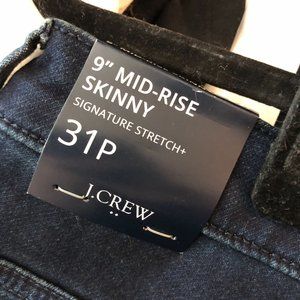 9" MID-RISE
SKINNY
SIGNATURE STRETCH+
31P
J.CREW